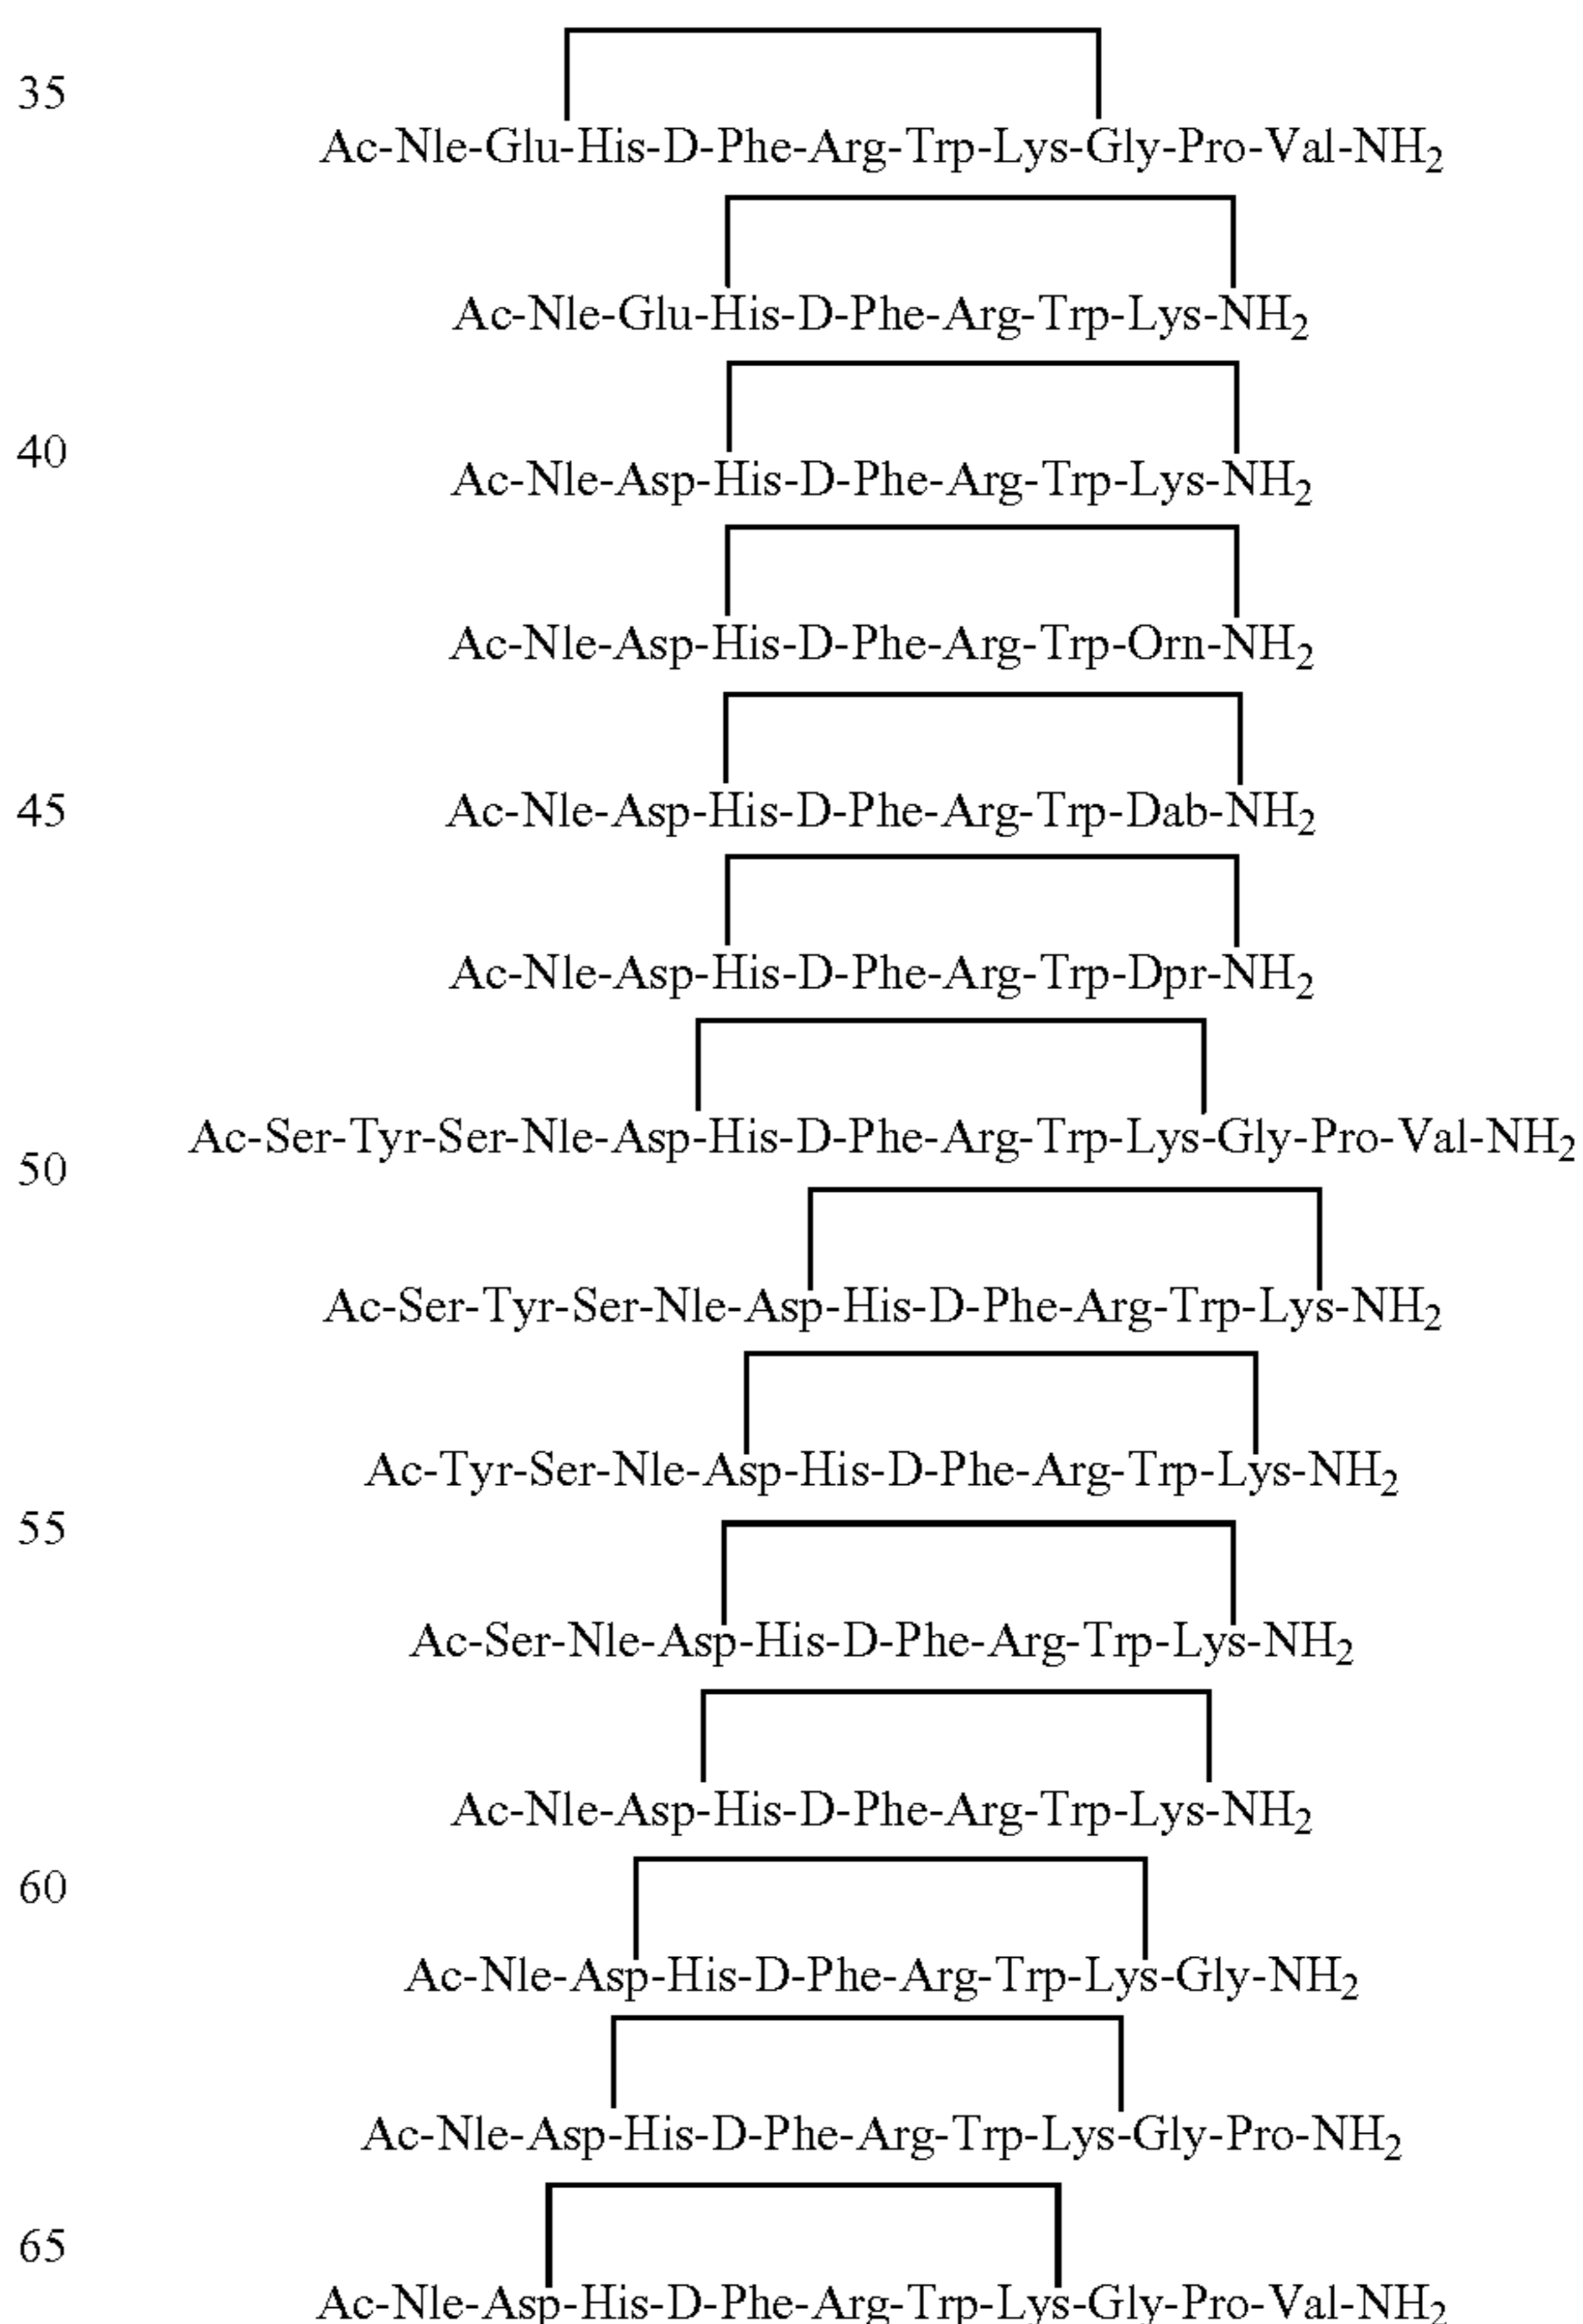 35
Ac-Nle-Glu-His-D-Phe-Arg-Trp-Lys-Gly-Pro-Val-NH₂
Ac-Nle-Glu-His-D-Phe-Arg-Trp-Lys-NH₂
40
Ac-Nle-Asp-His-D-Phe-Arg-Trp-Lys-NH₂
Ac-Nle-Asp-His-D-Phe-Arg-Trp-Orn-NH₂
45
Ac-Nle-Asp-His-D-Phe-Arg-Trp-Dab-NH₂
Ac-Nle-Asp-His-D-Phe-Arg-Trp-Dpr-NH₂
Ac-Ser-Tyr-Ser-Nle-Asp-His-D-Phe-Arg-Trp-Lys-Gly-Pro-Val-NH₂
50
Ac-Ser-Tyr-Ser-Nle-Asp-His-D-Phe-Arg-Trp-Lys-NH₂
Ac-Tyr-Ser-Nle-Asp-His-D-Phe-Arg-Trp-Lys-NH₂
55
Ac-Ser-Nle-Asp-His-D-Phe-Arg-Trp-Lys-NH₂
Ac-Nle-Asp-His-D-Phe-Arg-Trp-Lys-NH₂
60
Ac-Nle-Asp-His-D-Phe-Arg-Trp-Lys-Gly-NH₂
Ac-Nle-Asp-His-D-Phe-Arg-Trp-Lys-Gly-Pro-NH₂
65
Ac-Nle-Asp-His-D-Phe-Arg-Trp-Lys-Gly-Pro-Val-NH₂